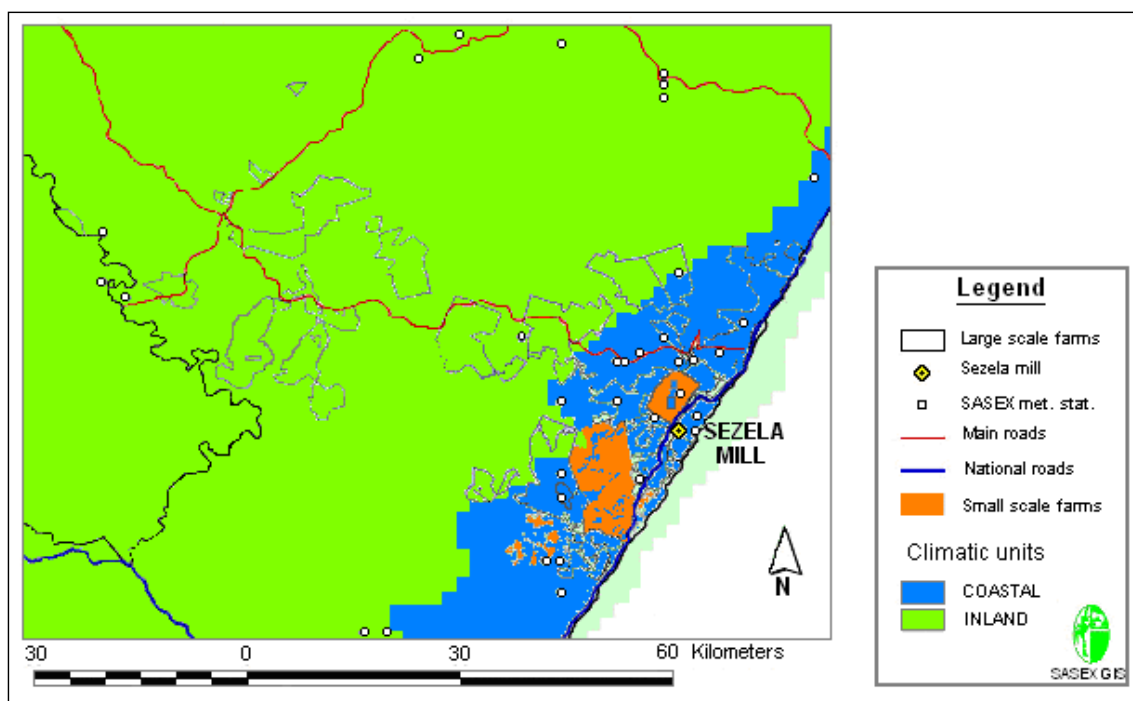 SEZELA
MILL
N
30 0 30 60 Kilometers
Legend
Large scale farms
Sezela mill
SASEX met. stat.
Main roads
National roads
Small scale farms
Climatic units
COASTAL
INLAND
SASEX GIS